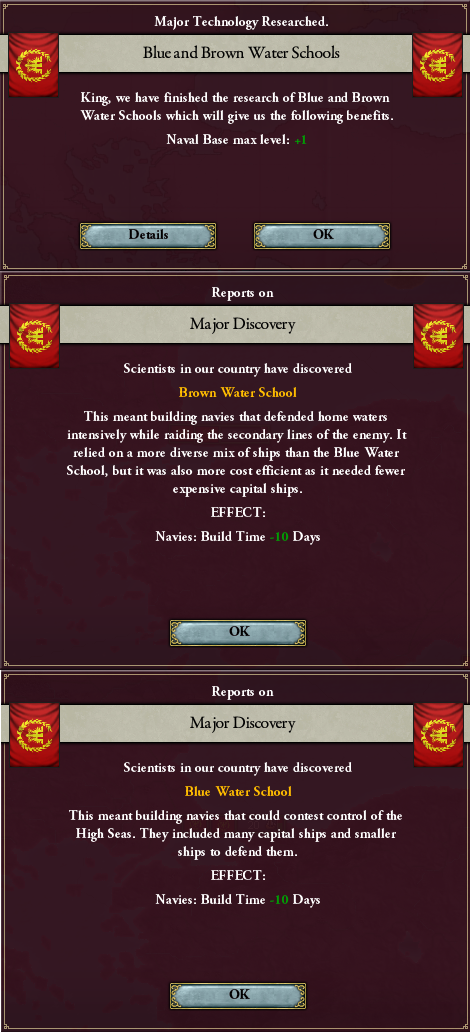 Major Technology Researched.
Blue and Brown Water Schools
King, we have finished the research of Blue and Brown
Water Schools which will give us the following benefits.
Naval Base max level: +1
Details
OK
Reports on
Major Discovery
Scientists in our country have discovered
Brown Water School
This meant building navies that defended home waters
intensively while raiding the secondary lines of the enemy. It
relied on a more diverse mix of ships than the Blue Water
School, but it was also more cost efficient as it needed fewer
expensive capital ships.
EFFECT:
Navies: Build Time -10 Days
OK
Reports on
Major Discovery
Scientists in our country have discovered
Blue Water School
This meant building navies that could contest control of the
High Seas. They included many capital ships and smaller
ships to defend them.
EFFECT:
Navies: Build Time -10 Days
OK